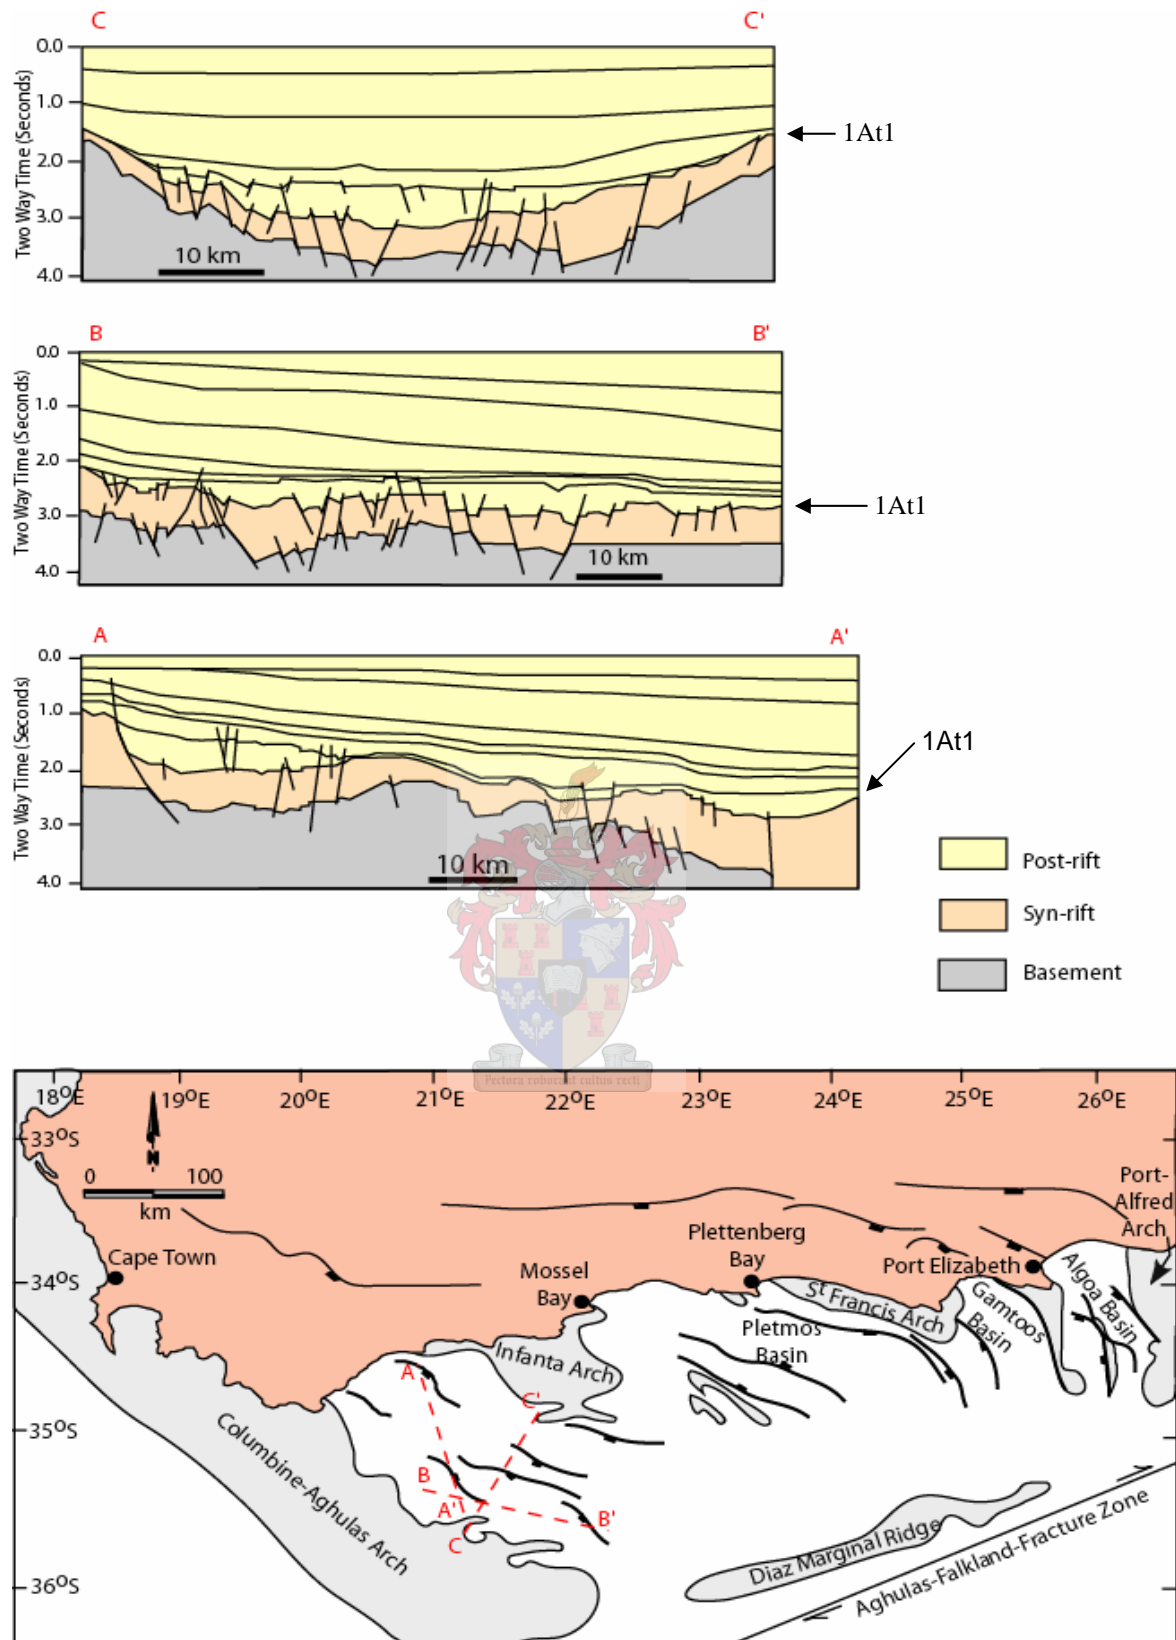 C C'
0.0
1.0
2.0
3.0
4.0
Two Way Time (Seconds)
1At1
10 km
B B'
0.0
1.0
2.0
3.0
4.0
Two Way Time (Seconds)
1At1
10 km
A A'
0.0
1.0
2.0
3.0
4.0
Two Way Time (Seconds)
1At1
10 km
Post-rift
Syn-rift
Basement
Pectora roborant cultus recti
18°E 19°E 20°E 21°E 22°E 23°E 24°E 25°E 26°E
33°S
34°S
35°S
36°S
N
0 100
km
Cape Town
Mossel
Bay
Plettenberg
Bay
Port Elizabeth
Port-
Alfred
Arch
St Francis Arch
Gamtoos
Basin
Algoa Basin
Pletmos
Basin
Infanta Arch
A
C'
B
A'
B'
C
Columbine-Aghulas Arch
Diaz Marginal Ridge
Aghulas-Falkland-Fracture Zone